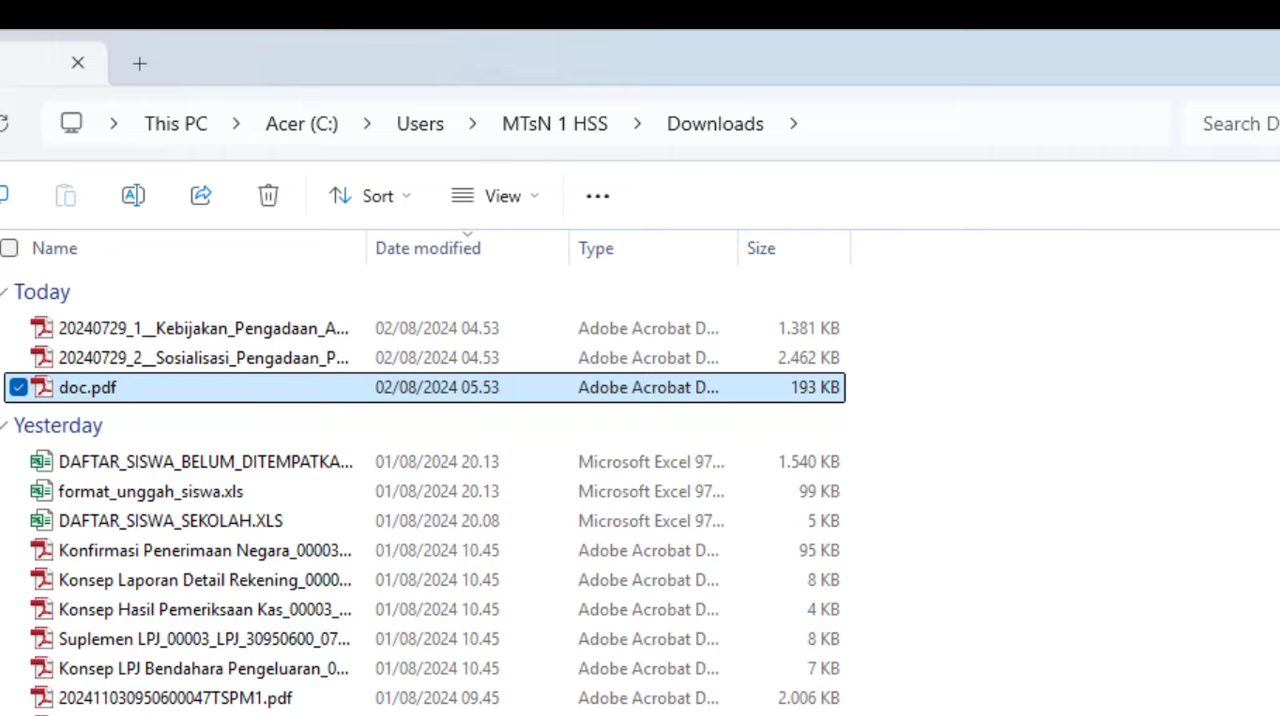 This PC > Acer (C:) > Users > MTsN 1 HSS > Downloads > Search D
Sort View
Name Date modified Type Size
Today
20240729_1__Kebijakan_Pengadaan_A... 02/08/2024 04.53 Adobe Acrobat D... 1.381 KB
20240729_2__Sosialisasi_Pengadaan_P... 02/08/2024 04.53 Adobe Acrobat D... 2.462 KB
doc.pdf 02/08/2024 05.53 Adobe Acrobat D... 193 KB
Yesterday
DAFTAR_SISWA_BELUM_DITEMPATKA... 01/08/2024 20.13 Microsoft Excel 97... 1.540 KB
format_unggah_siswa.xls 01/08/2024 20.13 Microsoft Excel 97... 99 KB
DAFTAR_SISWA_SEKOLAH.XLS 01/08/2024 20.08 Microsoft Excel 97... 5 KB
Konfirmasi Penerimaan Negara_00003... 01/08/2024 10.45 Adobe Acrobat D... 95 KB
Konsep Laporan Detail Rekening_0000... 01/08/2024 10.45 Adobe Acrobat D... 8 KB
Konsep Hasil Pemeriksaan Kas_00003_... 01/08/2024 10.45 Adobe Acrobat D... 4 KB
Suplemen LPJ_00003_LPJ_30950600_07... 01/08/2024 10.45 Adobe Acrobat D... 8 KB
Konsep LPJ Bendahara Pengeluaran_0... 01/08/2024 10.45 Adobe Acrobat D... 7 KB
202411030950600047TSPM1.pdf 01/08/2024 09.45 Adobe Acrobat D... 2.006 KB